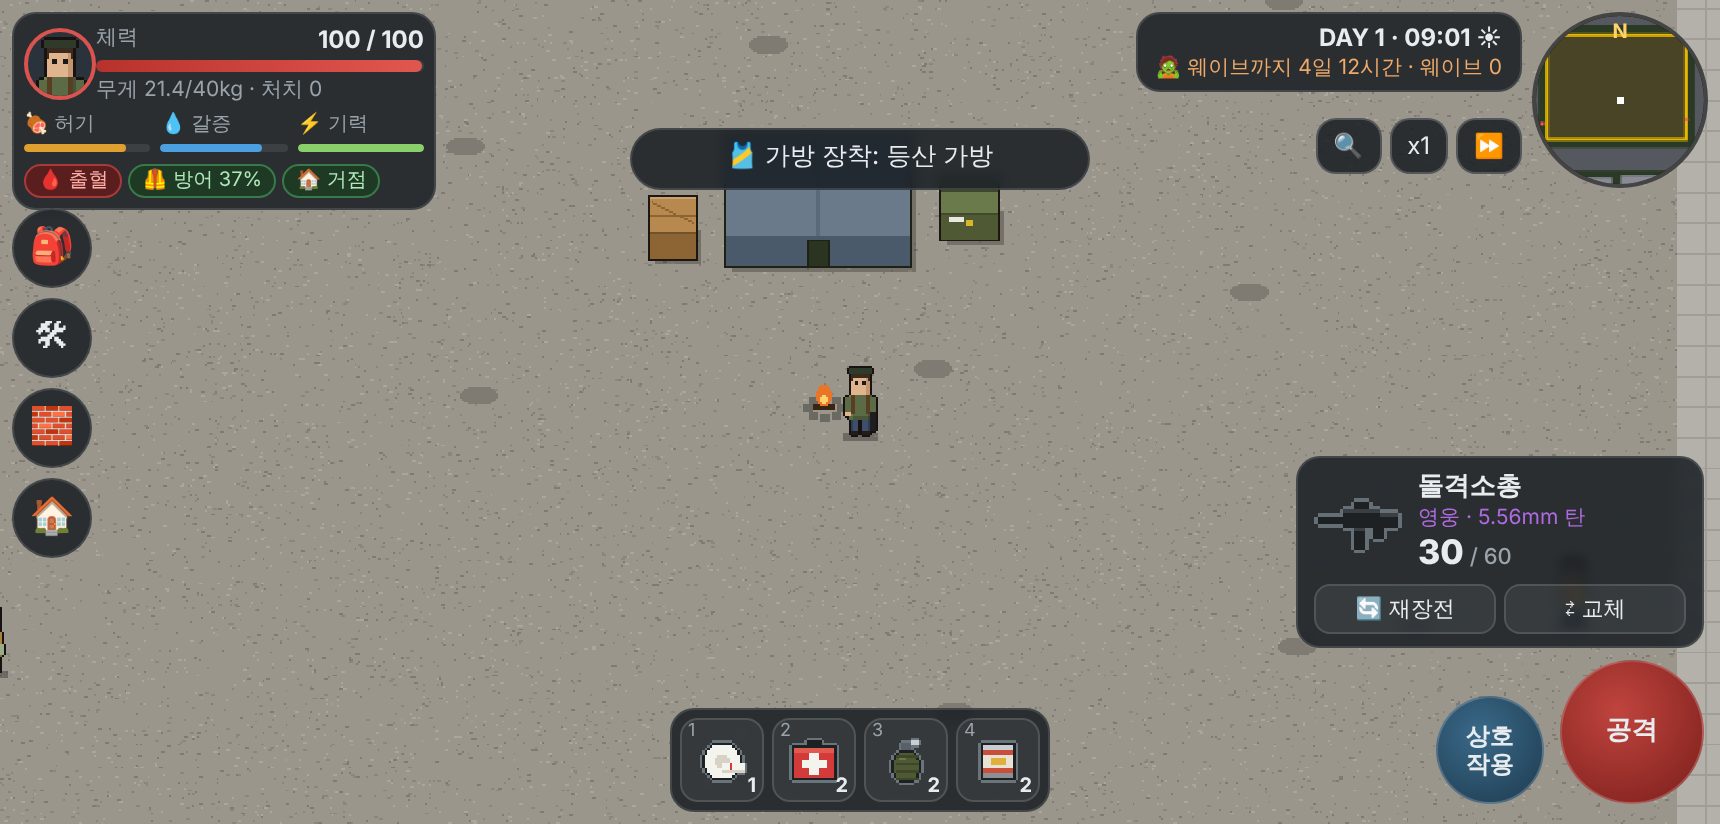 체력 100 / 100
무게 21.4/40kg · 처치 0
허기 갈증 기력
출혈 방어 37% 거점
가방 장착: 등산 가방
DAY 1 · 09:01
웨이브까지 4일 12시간 · 웨이브 0
N
x1
돌격소총
영웅 · 5.56mm 탄
30 / 60
재장전 교체
상호
작용
공격
1 2 3 4
1 2 2 2